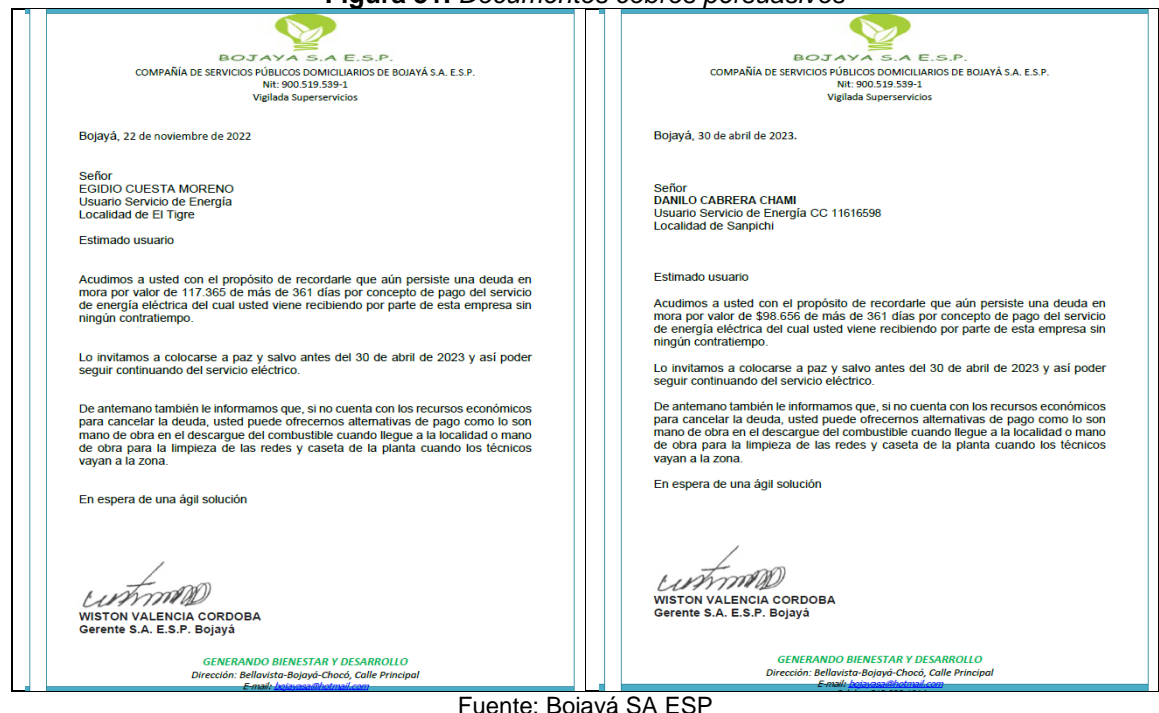 Figura 31. Documentos cobros persuasivos
BOJAYA S.A E.S.P.
COMPAÑÍA DE SERVICIOS PÚBLICOS DOMICILIARIOS DE BOJAYÁ S.A. E.S.P.
Nit: 900.519.539-1
Vigilada Superservicios
Bojayá, 22 de noviembre de 2022
Señor
EGIDIO CUESTA MORENO
Usuario Servicio de Energía
Localidad de El Tigre
Estimado usuario
Acudimos a usted con el propósito de recordarle que aún persiste una deuda en
mora por valor de 117.365 de más de 361 días por concepto de pago del servicio
de energía eléctrica del cual usted viene recibiendo por parte de esta empresa sin
ningún contratiempo.
Lo invitamos a colocarse a paz y salvo antes del 30 de abril de 2023 y así poder
seguir continuando del servicio eléctrico.
De antemano también le informamos que, si no cuenta con los recursos económicos
para cancelar la deuda, usted puede ofrecernos alternativas de pago como lo son
mano de obra en el descargue del combustible cuando llegue a la localidad o mano
de obra para la limpieza de las redes y caseta de la planta cuando los técnicos
vayan a la zona.
En espera de una ágil solución
WISTON VALENCIA CORDOBA
Gerente S.A. E.S.P. Bojayá
GENERANDO BIENESTAR Y DESARROLLO
Dirección: Bellavista-Bojayá-Chocó, Calle Principal
E-mail: bojayasa@hotmail.com
BOJAYA S.A E.S.P.
COMPAÑÍA DE SERVICIOS PÚBLICOS DOMICILIARIOS DE BOJAYÁ S.A. E.S.P.
Nit: 900.519.539-1
Vigilada Superservicios
Bojayá, 30 de abril de 2023.
Señor
DANILO CABRERA CHAMI
Usuario Servicio de Energía CC 11616598
Localidad de Sanpichi
Estimado usuario
Acudimos a usted con el propósito de recordarle que aún persiste una deuda en
mora por valor de $98.656 de más de 361 días por concepto de pago del servicio
de energía eléctrica del cual usted viene recibiendo por parte de esta empresa sin
ningún contratiempo.
Lo invitamos a colocarse a paz y salvo antes del 30 de abril de 2023 y así poder
seguir continuando del servicio eléctrico.
De antemano también le informamos que, si no cuenta con los recursos económicos
para cancelar la deuda, usted puede ofrecernos alternativas de pago como lo son
mano de obra en el descargue del combustible cuando llegue a la localidad o mano
de obra para la limpieza de las redes y caseta de la planta cuando los técnicos
vayan a la zona.
En espera de una ágil solución
WISTON VALENCIA CORDOBA
Gerente S.A. E.S.P. Bojayá
GENERANDO BIENESTAR Y DESARROLLO
Dirección: Bellavista-Bojayá-Chocó, Calle Principal
E-mail: bojayasa@hotmail.com
Fuente: Bojayá SA ESP